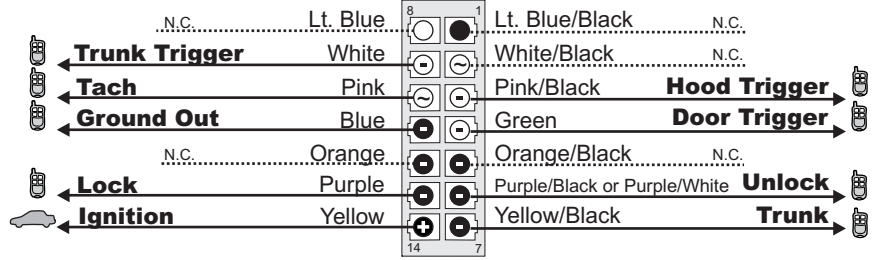 8 1
N.C. Lt. Blue Lt. Blue/Black N.C.
Trunk Trigger White White/Black N.C.
Tach Pink Pink/Black Hood Trigger
Ground Out Blue Green Door Trigger
N.C. Orange Orange/Black N.C.
Lock Purple Purple/Black or Purple/White Unlock
Ignition Yellow Yellow/Black Trunk
14 7